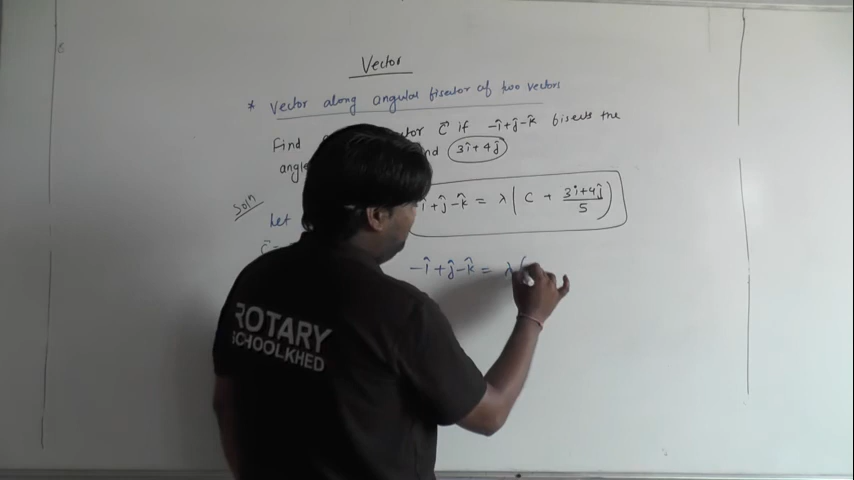 Vector
* Vector along angular bisector of two vectors
Find vector C⃗ if -î+ĵ-k̂ bisects the
angle 3î+4ĵ
Soln
Let î+ĵ-k̂ = λ ( C + 3î+4ĵ / 5 )
C⃗
-î+ĵ-k̂ = λ (
ROTARY
SCHOOLKHED